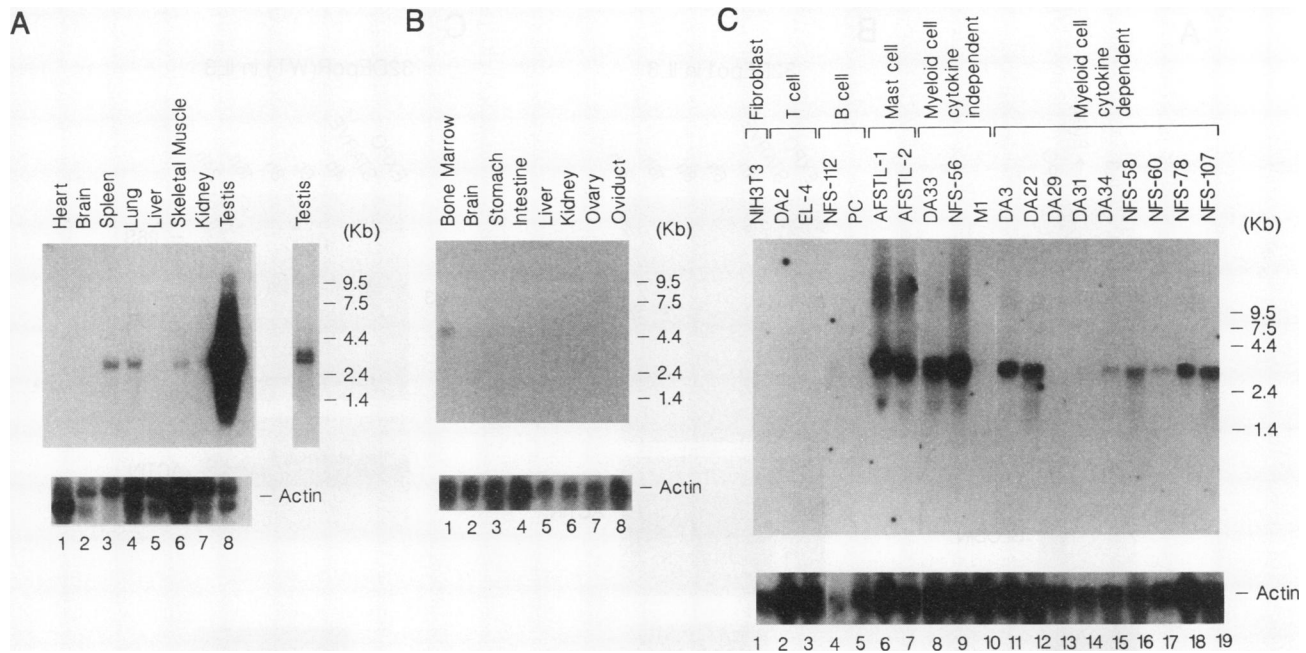 A
Heart
Brain
Spleen
Lung
Liver
Skeletal Muscle
Kidney
Testis
Testis
(Kb)
– 9.5
– 7.5
– 4.4
– 2.4
– 1.4
– Actin
1 2 3 4 5 6 7 8
B
Bone Marrow
Brain
Stomach
Intestine
Liver
Kidney
Ovary
Oviduct
(Kb)
– 9.5
– 7.5
– 4.4
– 2.4
– 1.4
– Actin
1 2 3 4 5 6 7 8
C
Fibroblast
T cell
B cell
Mast cell
Myeloid cell
cytokine
independent
Myeloid cell
cytokine
dependent
NIH3T3
DA2
EL-4
NFS-112
PC
AFSTL-1
AFSTL-2
DA33
NFS-56
M1
DA3
DA22
DA29
DA31
DA34
NFS-58
NFS-60
NFS-78
NFS-107
(Kb)
– 9.5
– 7.5
– 4.4
– 2.4
– 1.4
– Actin
1 2 3 4 5 6 7 8 9 10 11 12 13 14 15 16 17 18 19